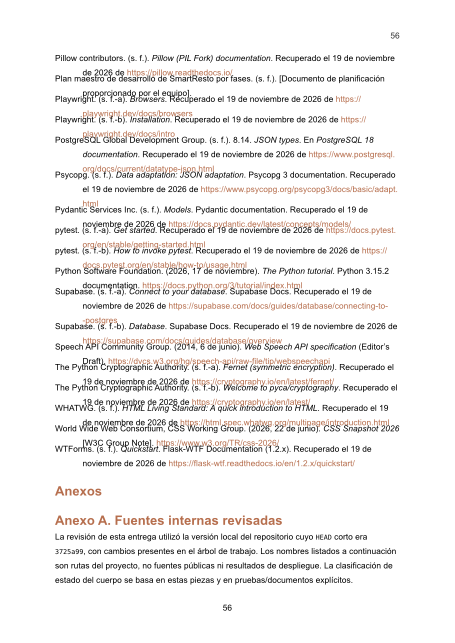 56
Pillow contributors. (s. f.). Pillow (PIL Fork) documentation. Recuperado el 19 de noviembre
de 2026 de https://pillow.readthedocs.io/
Plan maestro de desarrollo de SmartResto por fases. (s. f.). [Documento de planificación
proporcionado por el equipo].
Playwright. (s. f.-a). Browsers. Recuperado el 19 de noviembre de 2026 de https://
playwright.dev/docs/browsers
Playwright. (s. f.-b). Installation. Recuperado el 19 de noviembre de 2026 de https://
playwright.dev/docs/intro
PostgreSQL Global Development Group. (s. f.). 8.14. JSON types. En PostgreSQL 18
documentation. Recuperado el 19 de noviembre de 2026 de https://www.postgresql.
org/docs/current/datatype-json.html
Psycopg. (s. f.). Data adaptation: JSON adaptation. Psycopg 3 documentation. Recuperado
el 19 de noviembre de 2026 de https://www.psycopg.org/psycopg3/docs/basic/adapt.
html
Pydantic Services Inc. (s. f.). Models. Pydantic documentation. Recuperado el 19 de
noviembre de 2026 de https://docs.pydantic.dev/latest/concepts/models/
pytest. (s. f.-a). Get started. Recuperado el 19 de noviembre de 2026 de https://docs.pytest.
org/en/stable/getting-started.html
pytest. (s. f.-b). How to invoke pytest. Recuperado el 19 de noviembre de 2026 de https://
docs.pytest.org/en/stable/how-to/usage.html
Python Software Foundation. (2026, 17 de noviembre). The Python tutorial. Python 3.15.2
documentation. https://docs.python.org/3/tutorial/index.html
Supabase. (s. f.-a). Connect to your database. Supabase Docs. Recuperado el 19 de
noviembre de 2026 de https://supabase.com/docs/guides/database/connecting-to-
-postgres
Supabase. (s. f.-b). Database. Supabase Docs. Recuperado el 19 de noviembre de 2026 de
https://supabase.com/docs/guides/database/overview
Speech API Community Group. (2014, 6 de junio). Web Speech API specification (Editor's
Draft). https://dvcs.w3.org/hg/speech-api/raw-file/tip/webspeechapi
The Python Cryptographic Authority. (s. f.-a). Fernet (symmetric encryption). Recuperado el
19 de noviembre de 2026 de https://cryptography.io/en/latest/fernet/
The Python Cryptographic Authority. (s. f.-b). Welcome to pyca/cryptography. Recuperado el
19 de noviembre de 2026 de https://cryptography.io/en/latest/
WHATWG. (s. f.). HTML Living Standard: A quick introduction to HTML. Recuperado el 19
de noviembre de 2026 de https://html.spec.whatwg.org/multipage/introduction.html
World Wide Web Consortium, CSS Working Group. (2026, 22 de junio). CSS Snapshot 2026
[W3C Group Note]. https://www.w3.org/TR/css-2026/
WTForms. (s. f.). Quickstart. Flask-WTF Documentation (1.2.x). Recuperado el 19 de
noviembre de 2026 de https://flask-wtf.readthedocs.io/en/1.2.x/quickstart/
Anexos
Anexo A. Fuentes internas revisadas
La revisión de esta entrega utilizó la versión local del repositorio cuyo HEAD corto era
3725a99, con cambios presentes en el árbol de trabajo. Los nombres listados a continuación
son rutas del proyecto, no fuentes públicas ni resultados de despliegue. La clasificación de
estado del cuerpo se basa en estas piezas y en pruebas/documentos explícitos.
56